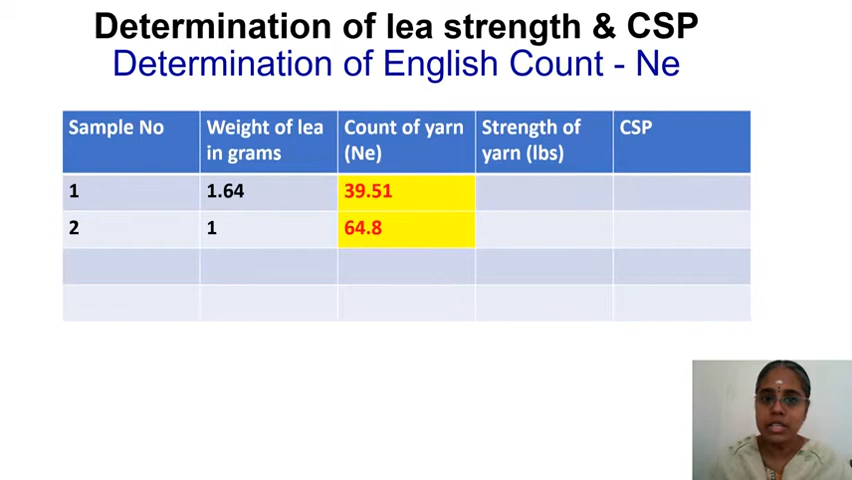 Determination of lea strength & CSP
Determination of English Count - Ne
Sample No
Weight of lea
in grams
Count of yarn
(Ne)
Strength of
yarn (lbs)
CSP
1
1.64
39.51
2
1
64.8